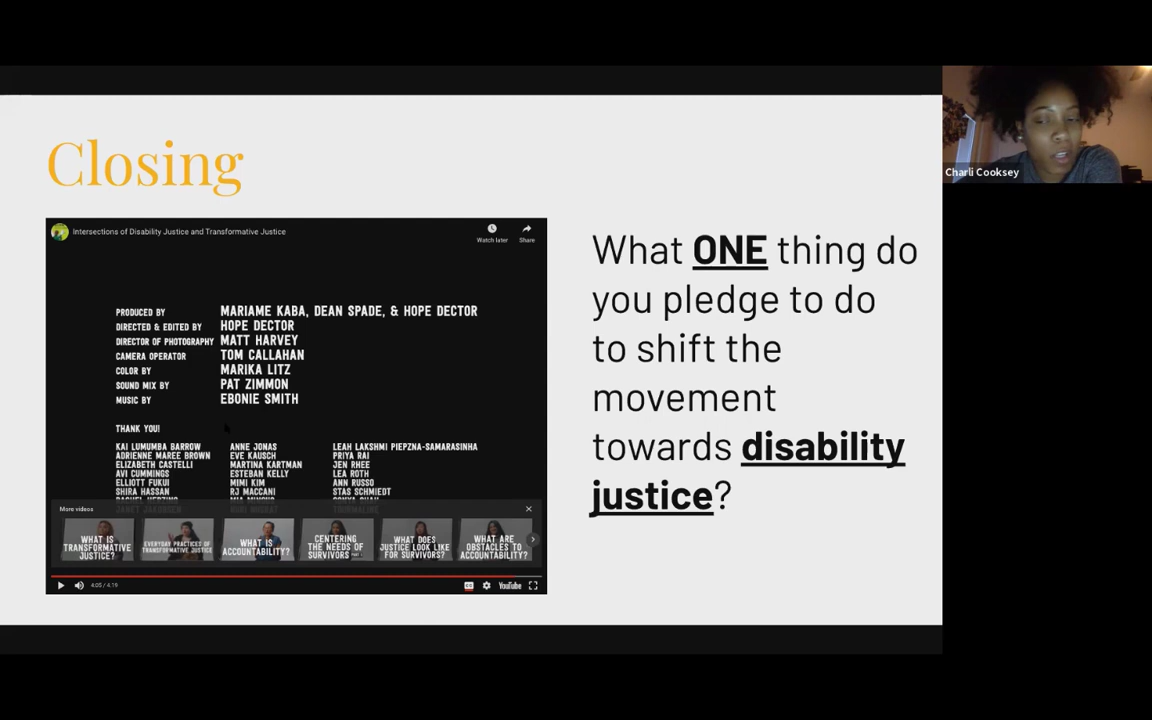 Closing
Intersections of Disability Justice and Transformative Justice
Watch later
Share
PRODUCED BY MARIAME KABA, DEAN SPADE, & HOPE DECTOR
DIRECTED & EDITED BY HOPE DECTOR
DIRECTOR OF PHOTOGRAPHY MATT HARVEY
CAMERA OPERATOR TOM CALLAHAN
COLOR BY MARIKA LITZ
SOUND MIX BY PAT ZIMMON
MUSIC BY EBONIE SMITH
THANK YOU!
KAI LUMUMBA BARROW ANNE JONAS LEAH LAKSHMI PIEPZNA-SAMARASINHA
ADRIENNE MAREE BROWN EVE KAUSCH PRIYA RAI
ELIZABETH CASTELLI MARTINA KARTMAN JEN RHEE
AVI CUMMINGS ESTEBAN KELLY LEA ROTH
ELLIOTT FUKUI MIMI KIM ANN RUSSO
SHIRA HASSAN RJ MACCANI STAS SCHMIEDT
More videos
WHAT IS
TRANSFORMATIVE
JUSTICE?
EVERYDAY PRACTICES OF
TRANSFORMATIVE JUSTICE
WHAT IS
ACCOUNTABILITY?
CENTERING
THE NEEDS OF
SURVIVORS
WHAT DOES
JUSTICE LOOK LIKE
FOR SURVIVORS?
WHAT ARE
OBSTACLES TO
ACCOUNTABILITY?
4:05 / 4:19
CC
YouTube
What ONE thing do
you pledge to do
to shift the
movement
towards disability
justice?
Charli Cooksey